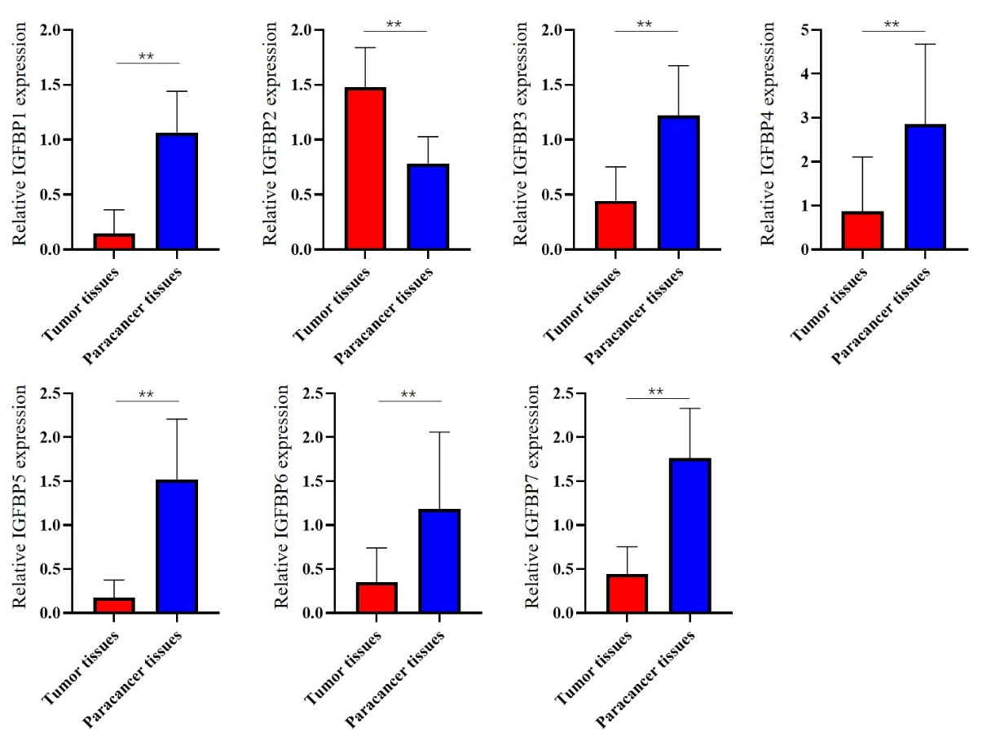 Relative IGFBP1 expression
2.0
1.5
1.0
0.5
0.0
**
Tumor tissues
Paracancer tissues
Relative IGFBP2 expression
2.0
1.5
1.0
0.5
0.0
**
Tumor tissues
Paracancer tissues
Relative IGFBP3 expression
2.0
1.5
1.0
0.5
0.0
**
Tumor tissues
Paracancer tissues
Relative IGFBP4 expression
5
4
3
2
1
0
**
Tumor tissues
Paracancer tissues
Relative IGFBP5 expression
2.5
2.0
1.5
1.0
0.5
0.0
**
Tumor tissues
Paracancer tissues
Relative IGFBP6 expression
2.5
2.0
1.5
1.0
0.5
0.0
**
Tumor tissues
Paracancer tissues
Relative IGFBP7 expression
2.5
2.0
1.5
1.0
0.5
0.0
**
Tumor tissues
Paracancer tissues